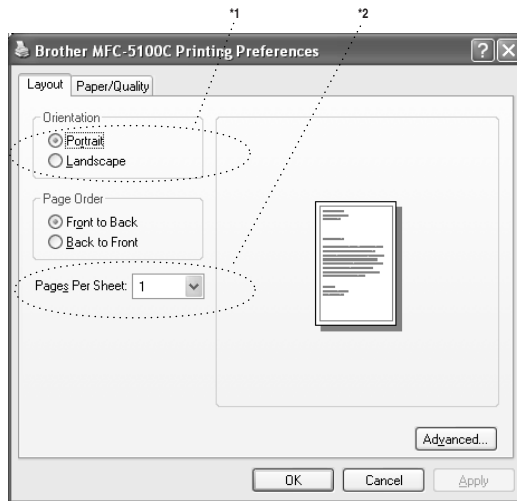 *1 *2
Brother MFC-5100C Printing Preferences
Layout Paper/Quality
Orientation
Portrait
Landscape
Page Order
Front to Back
Back to Front
Pages Per Sheet: 1
Advanced...
OK Cancel Apply